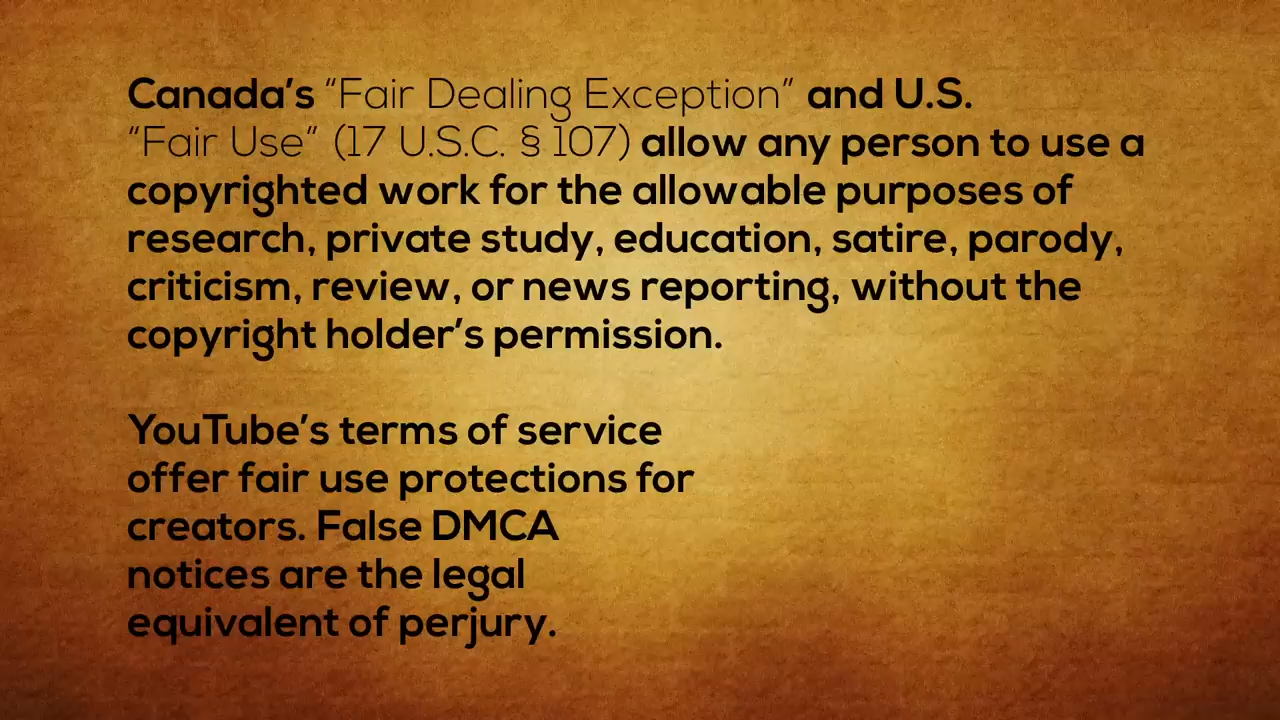 Canada’s “Fair Dealing Exception” and U.S.
“Fair Use” (17 U.S.C. § 107) allow any person to use a
copyrighted work for the allowable purposes of
research, private study, education, satire, parody,
criticism, review, or news reporting, without the
copyright holder’s permission.
YouTube’s terms of service
offer fair use protections for
creators. False DMCA
notices are the legal
equivalent of perjury.